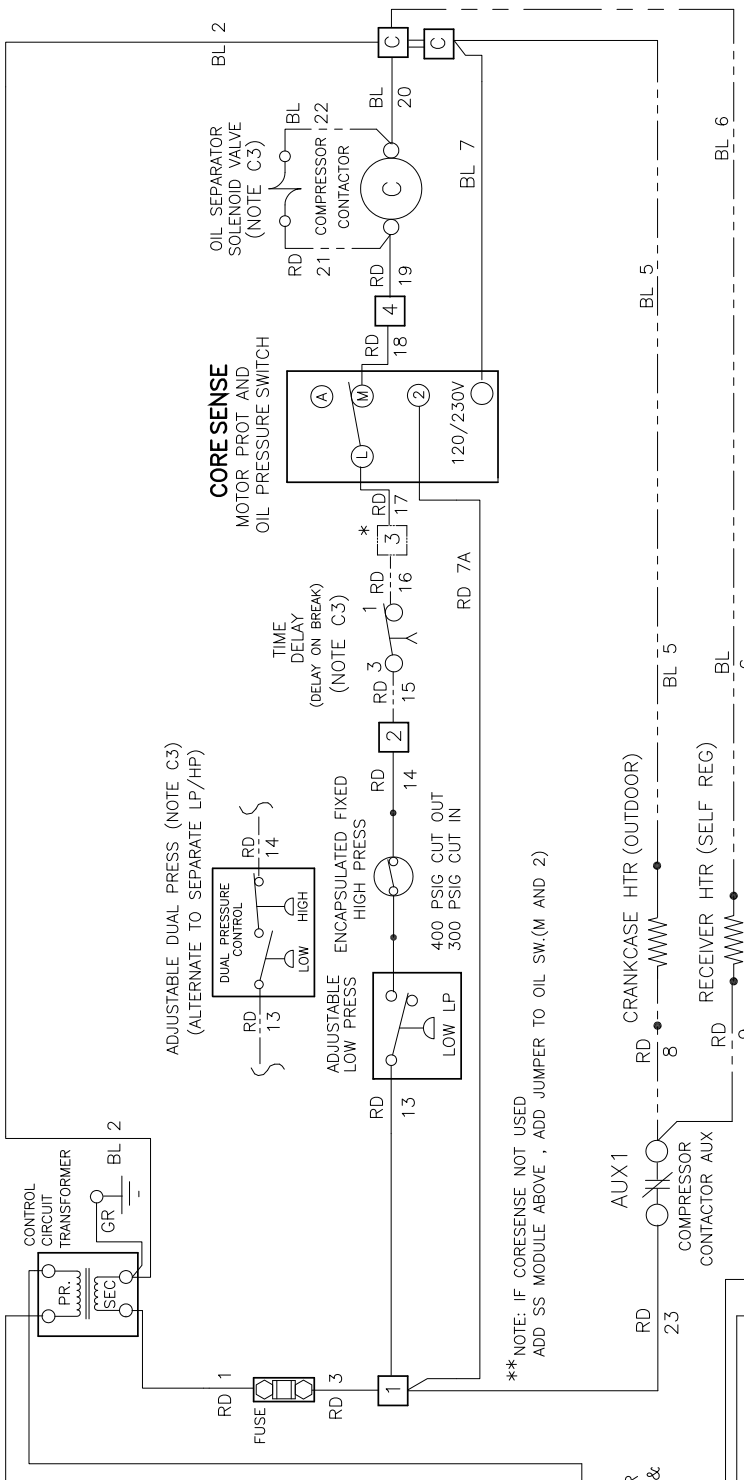 BL 2
C
C
BL
20
BL 7
BL 6
OIL SEPARATOR
SOLENOID VALVE
(NOTE C3)
BL
22
COMPRESSOR
CONTACTOR
C
RD
21
RD
19
4
RD
18
BL 5
CORE SENSE
MOTOR PROT AND
OIL PRESSURE SWITCH
A
M
L
2
120/230V
RD
17
*
3
RD
16
TIME
DELAY
(DELAY ON BREAK)
(NOTE C3)
1
3
RD
15
RD 7A
2
RD
14
BL 5
BL
ADJUSTABLE DUAL PRESS (NOTE C3)
(ALTERNATE TO SEPARATE LP/HP)
RD
14
DUAL PRESSURE
CONTROL
HIGH
LOW
RD
13
ENCAPSULATED FIXED
HIGH PRESS
400 PSIG CUT OUT
300 PSIG CUT IN
ADJUSTABLE
LOW PRESS
LOW LP
RD
13
CRANKCASE HTR (OUTDOOR)
RECEIVER HTR (SELF REG)
RD
8
RD
AUX1
COMPRESSOR
CONTACTOR AUX
RD
23
**NOTE: IF CORESENSE NOT USED
ADD SS MODULE ABOVE , ADD JUMPER TO OIL SW.(M AND 2)
CONTROL
CIRCUIT
TRANSFORMER
BL 2
GR
PR.
SEC
RD 1
FUSE
RD 3
1
R
&